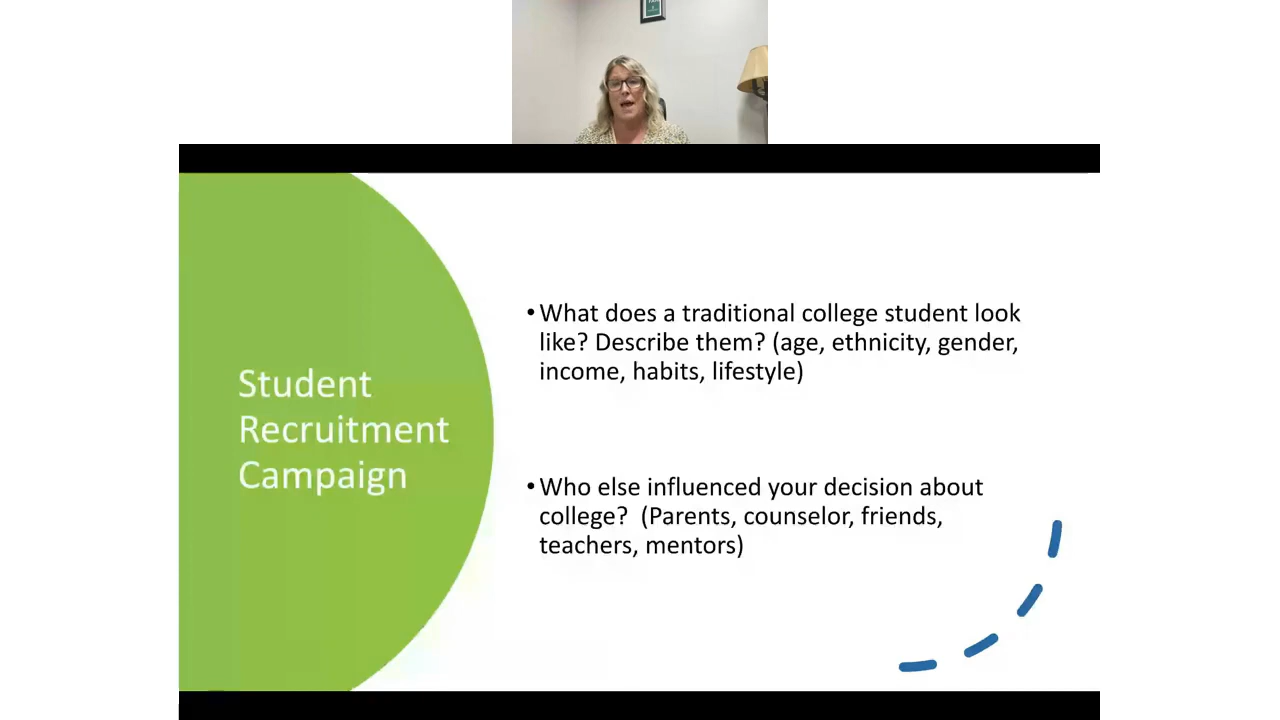 • What does a traditional college student look
like? Describe them? (age, ethnicity, gender,
income, habits, lifestyle)
Student
Recruitment
Campaign
• Who else influenced your decision about
college?  (Parents, counselor, friends,
teachers, mentors)